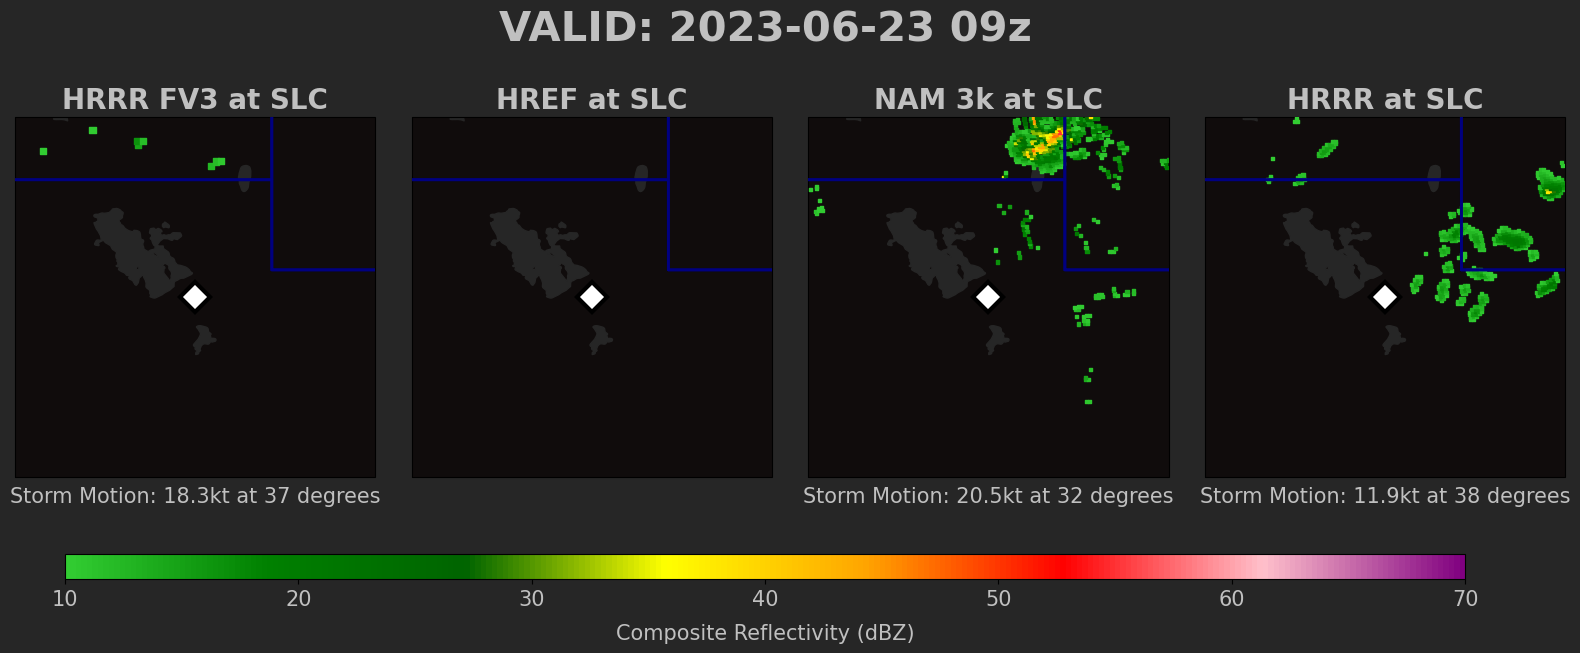 VALID: 2023-06-23 09z
HRRR FV3 at SLC
HREF at SLC
NAM 3k at SLC
HRRR at SLC
Storm Motion: 18.3kt at 37 degrees
Storm Motion: 20.5kt at 32 degrees
Storm Motion: 11.9kt at 38 degrees
10 20 30 40 50 60 70
Composite Reflectivity (dBZ)